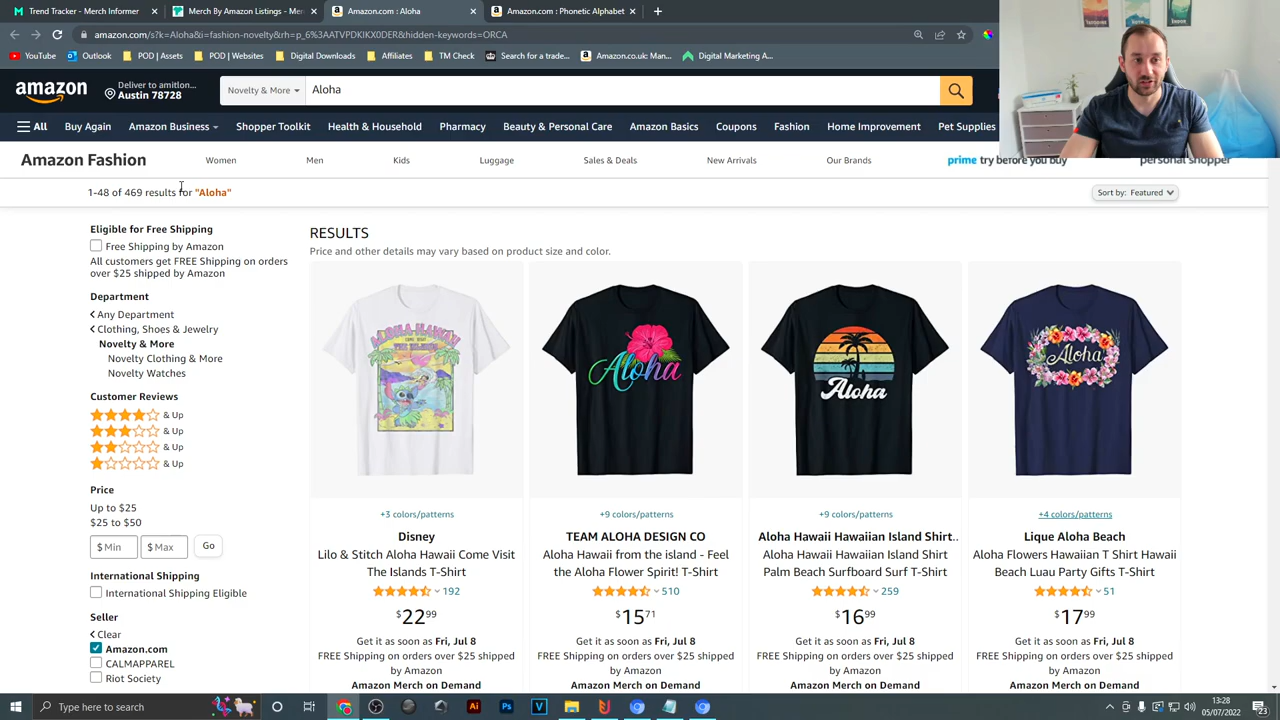 Trend Tracker - Merch Informer
Merch By Amazon Listings - Mer
Amazon.com : Aloha
Amazon.com : Phonetic Alphabet
amazon.com/s?k=Aloha&i=fashion-novelty&rh=p_6%3AATVPDKIKX0DER&hidden-keywords=ORCA
YouTube
Outlook
POD | Assets
POD | Websites
Digital Downloads
Affiliates
TM Check
Search for a trade...
Amazon.co.uk: Man...
Digital Marketing A...
amazon
Deliver to amitlon...
Austin 78728
Novelty & More
Aloha
All
Buy Again
Amazon Business
Shopper Toolkit
Health & Household
Pharmacy
Beauty & Personal Care
Amazon Basics
Coupons
Fashion
Home Improvement
Pet Supplies
Amazon Fashion
Women
Men
Kids
Luggage
Sales & Deals
New Arrivals
Our Brands
prime try before you buy
personal shopper
1-48 of 469 results for "Aloha"
Sort by: Featured
Eligible for Free Shipping
Free Shipping by Amazon
All customers get FREE Shipping on orders
over $25 shipped by Amazon
Department
Any Department
Clothing, Shoes & Jewelry
Novelty & More
Novelty Clothing & More
Novelty Watches
Customer Reviews
& Up
& Up
& Up
& Up
Price
Up to $25
$25 to $50
$ Min
$ Max
Go
International Shipping
International Shipping Eligible
Seller
Clear
Amazon.com
CALMAPPAREL
Riot Society
RESULTS
Price and other details may vary based on product size and color.
ALOHA HAWAII
Aloha
Aloha
Aloha
+3 colors/patterns
Disney
Lilo & Stitch Aloha Hawaii Come Visit
The Islands T-Shirt
192
$2299
Get it as soon as Fri, Jul 8
FREE Shipping on orders over $25 shipped
by Amazon
Amazon Merch on Demand
+9 colors/patterns
TEAM ALOHA DESIGN CO
Aloha Hawaii from the island - Feel
the Aloha Flower Spirit! T-Shirt
510
$1571
Get it as soon as Fri, Jul 8
FREE Shipping on orders over $25 shipped
by Amazon
Amazon Merch on Demand
+9 colors/patterns
Aloha Hawaii Hawaiian Island Shirt..
Aloha Hawaii Hawaiian Island Shirt
Palm Beach Surfboard Surf T-Shirt
259
$1699
Get it as soon as Fri, Jul 8
FREE Shipping on orders over $25 shipped
by Amazon
Amazon Merch on Demand
+4 colors/patterns
Lique Aloha Beach
Aloha Flowers Hawaiian T Shirt Hawaii
Beach Luau Party Gifts T-Shirt
51
$1799
Get it as soon as Fri, Jul 8
FREE Shipping on orders over $25 shipped
by Amazon
Amazon Merch on Demand
Type here to search
13:28
05/07/2022